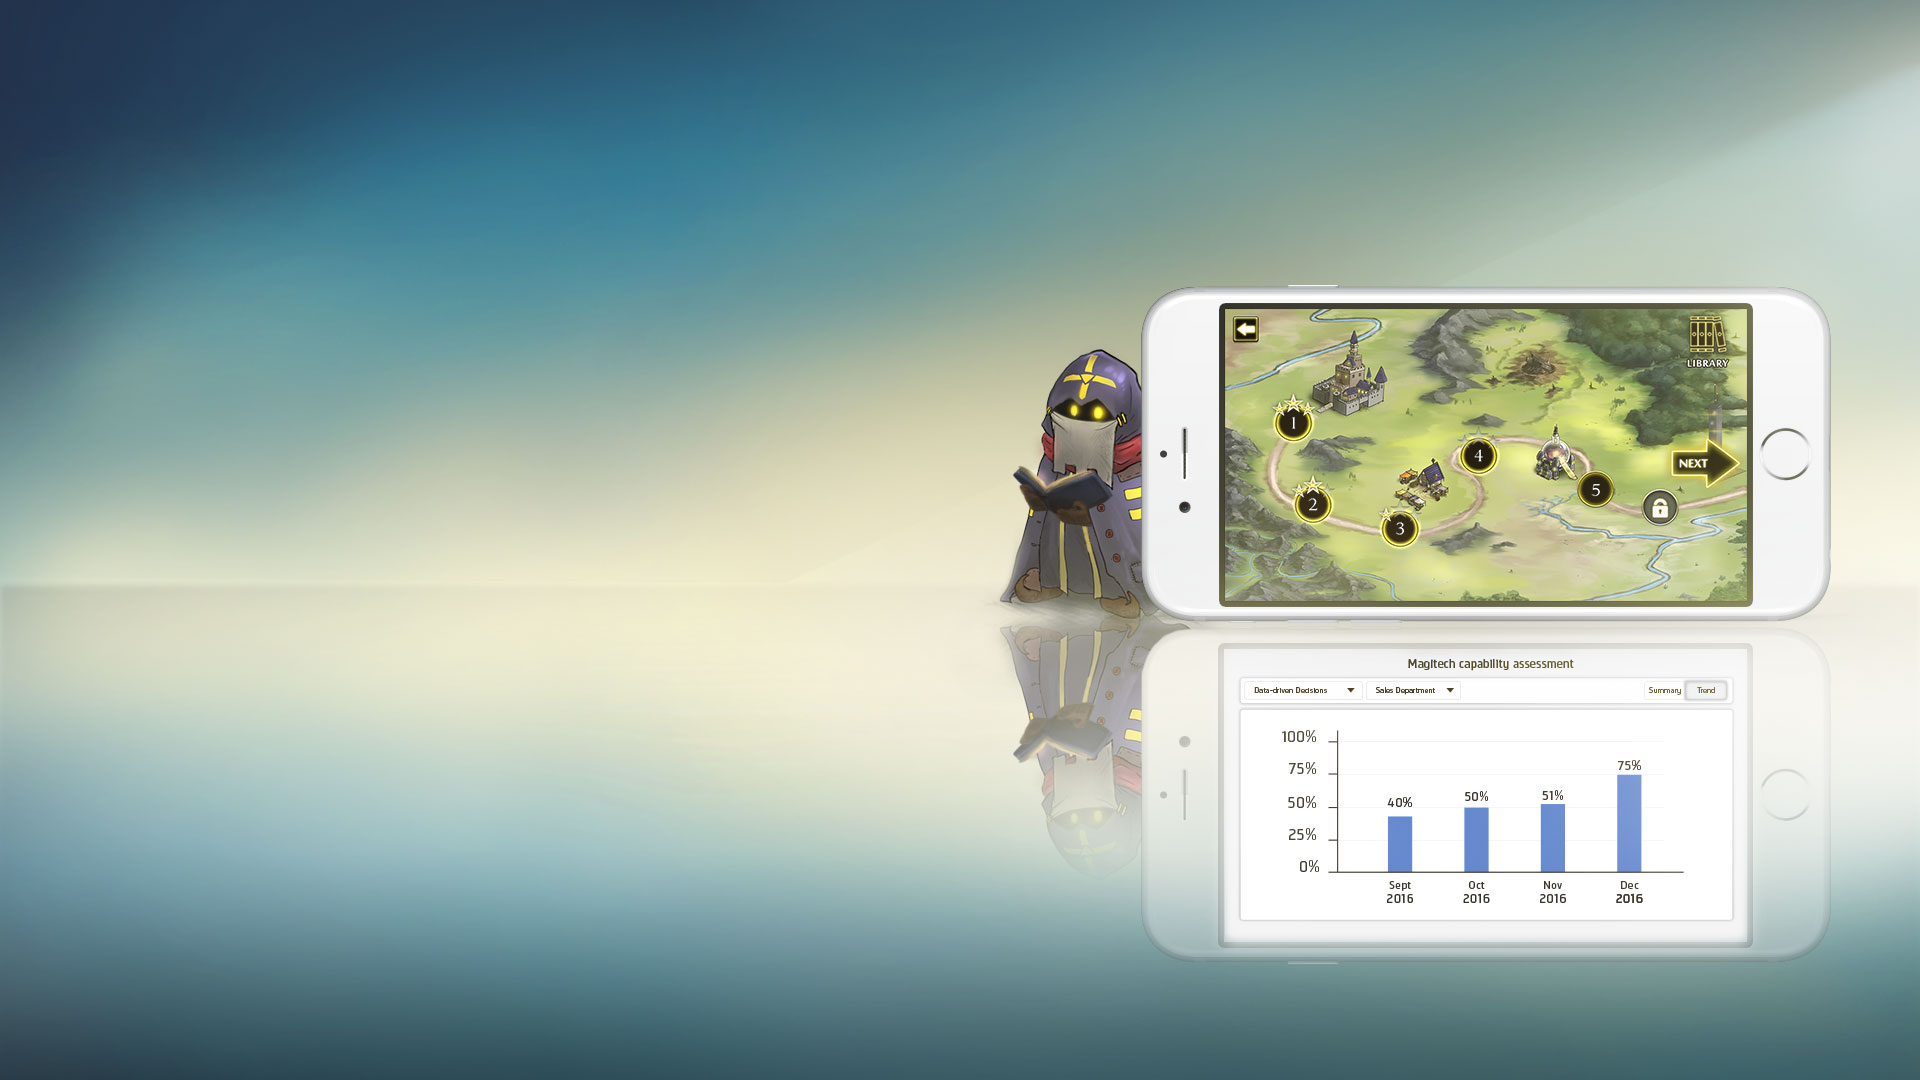 LIBRARY
1
4
NEXT
5
2
3
Magitech capability assessment
Data-driven Decisions Sales Department Summary Trend
100%
75%
50%
25%
0%
40% 50% 51% 75%
Sept Oct Nov Dec
2016 2016 2016 2016